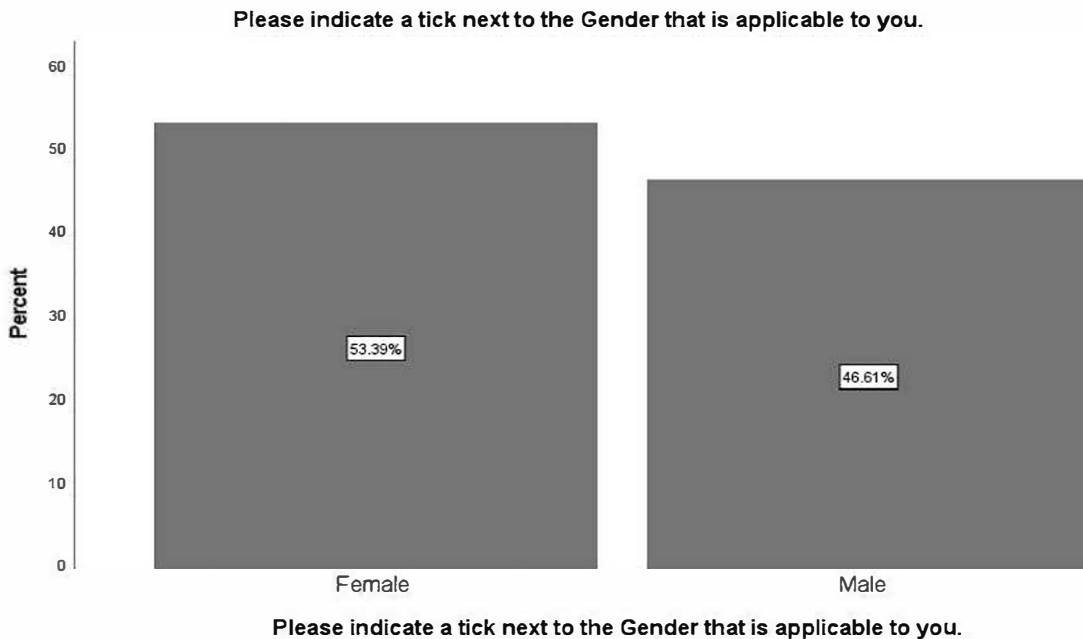 Please indicate a tick next to the Gender that is applicable to you.
60
50
40
30
20
10
0
Percent
53.39%
46.61%
Female
Male
Please indicate a tick next to the Gender that is applicable to you.